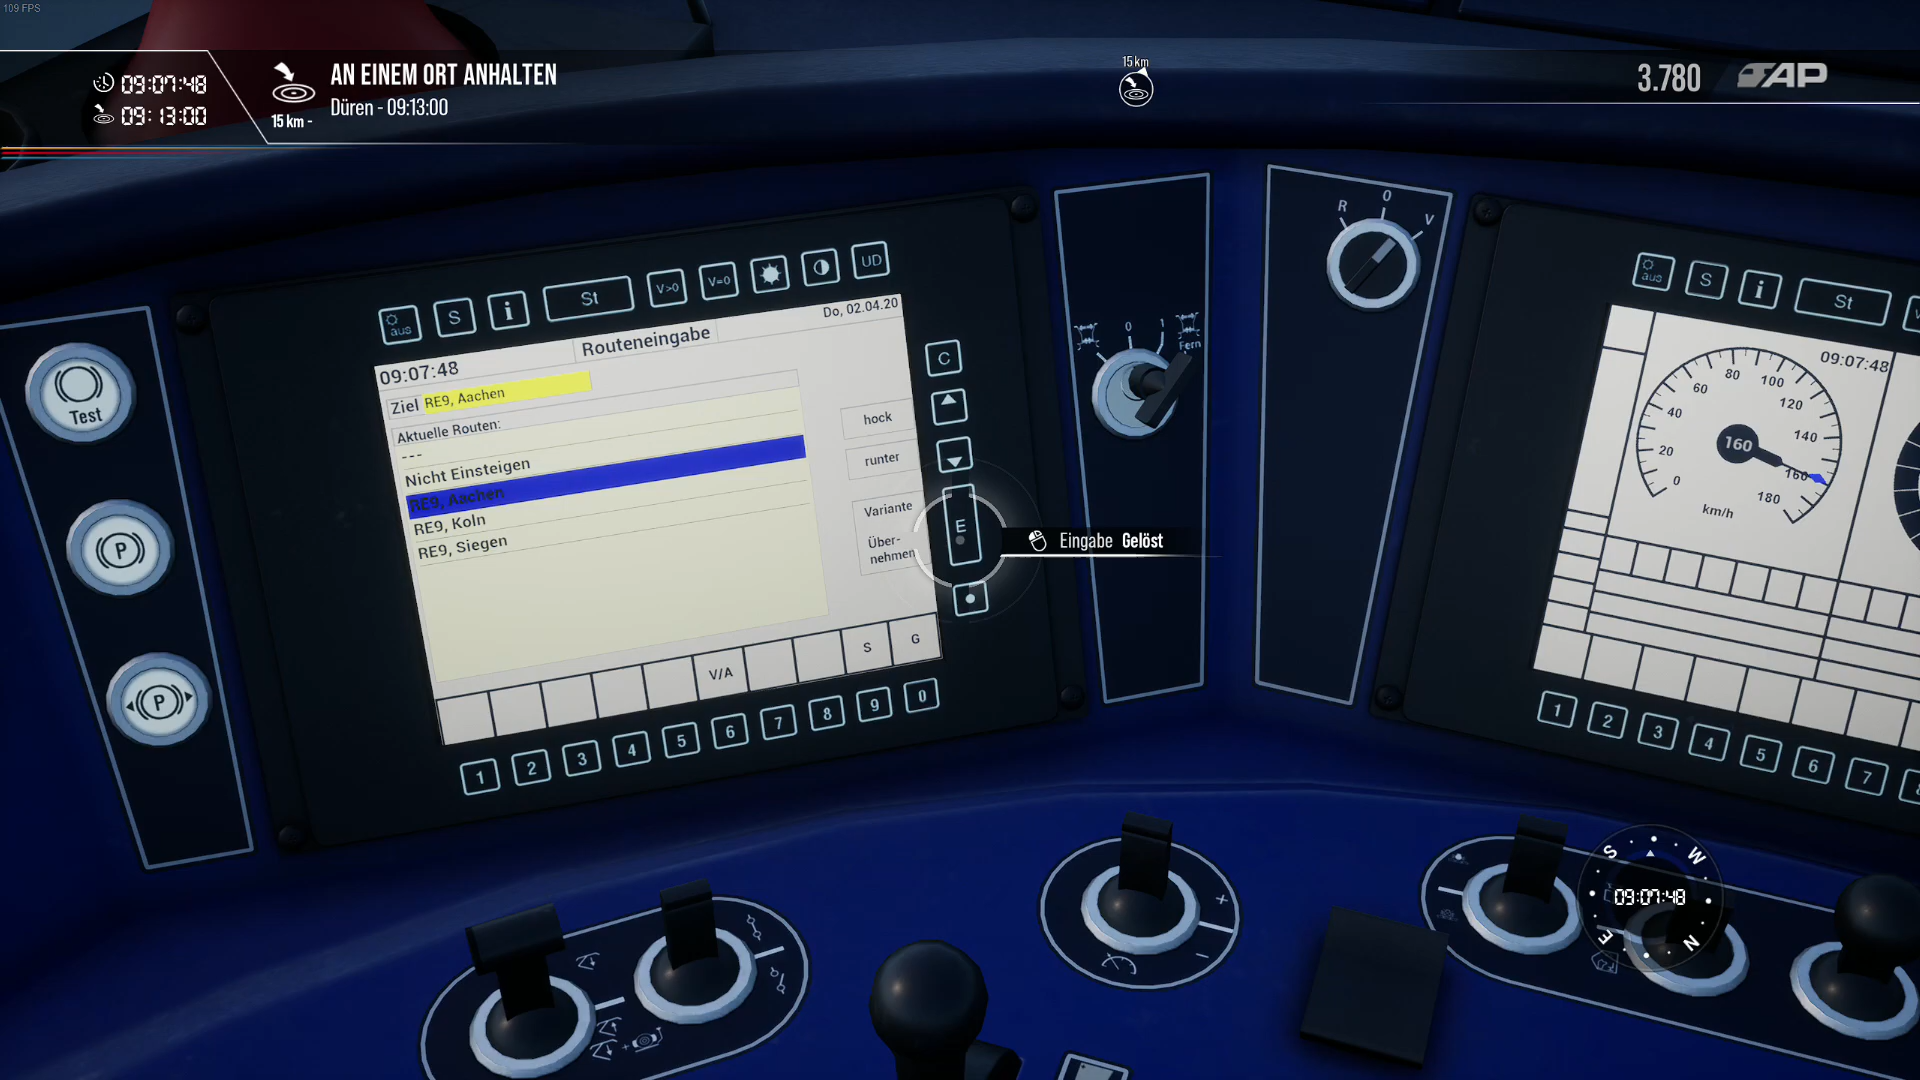 109 FPS
09:07:48
09:13:00
AN EINEM ORT ANHALTEN
Düren - 09:13:00
15 km -
15 km
3.780 AP
Test
P
P
aus
S
i
St
V>0
V=0
UD
09:07:48
Routeneingabe
Do, 02.04.20
Ziel RE9, Aachen
Aktuelle Routen:
---
Nicht Einsteigen
RE9, Aachen
RE9, Koln
RE9, Siegen
hock
runter
Variante
Über-
nehmen
V/A
S
G
C
E
Eingabe Gelöst
1 2 3 4 5 6 7 8 9 0
0
1
Fern
R 0 V
aus
S
i
St
09:07:48
0 20 40 60 80 100 120 140 160 180
160
km/h
1 2 3 4 5 6 7
+
-
S W
09:07:48
E N